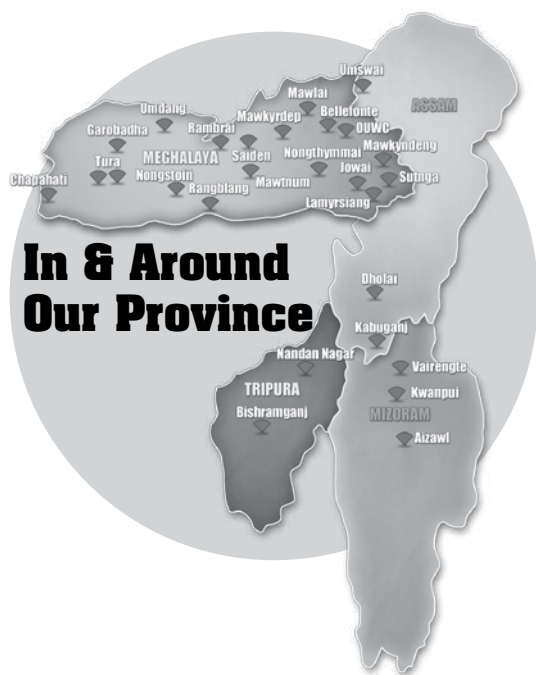 Umswai
ASSAM
Mawlai
Umdang
Mawkyrdep
Bellefonte
Garobadha
Rambrai
OUWC
Mawkyndeng
Tura
MEGHALAYA
Saiden
Nongthymmai
Jowai
Chapahati
Nongstoin
Mawtnum
Sutnga
Rangblang
Lamyrsiang
In & Around
Our Province
Dholai
Kabuganj
Nandan Nagar
Vairengte
TRIPURA
Kwanpui
Bishramganj
MIZORAM
Aizawl